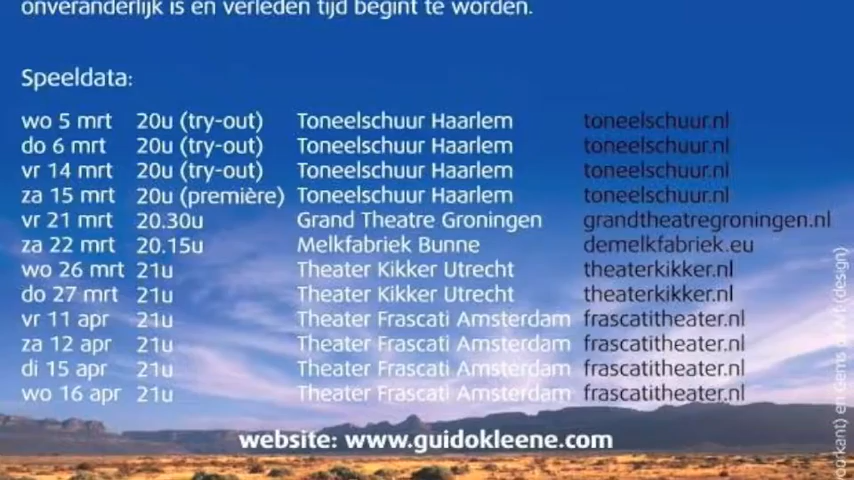 onveranderlijk is en verleden tijd begint te worden.
Speeldata:
wo 5 mrt 20u (try-out) Toneelschuur Haarlem toneelschuur.nl
do 6 mrt 20u (try-out) Toneelschuur Haarlem toneelschuur.nl
vr 14 mrt 20u (try-out) Toneelschuur Haarlem toneelschuur.nl
za 15 mrt 20u (première) Toneelschuur Haarlem toneelschuur.nl
vr 21 mrt 20.30u Grand Theatre Groningen grandtheatregroningen.nl
za 22 mrt 20.15u Melkfabriek Bunne demelkfabriek.eu
wo 26 mrt 21u Theater Kikker Utrecht theaterkikker.nl
do 27 mrt 21u Theater Kikker Utrecht theaterkikker.nl
vr 11 apr 21u Theater Frascati Amsterdam frascatitheater.nl
za 12 apr 21u Theater Frascati Amsterdam frascatitheater.nl
di 15 apr 21u Theater Frascati Amsterdam frascatitheater.nl
wo 16 apr 21u Theater Frascati Amsterdam frascatitheater.nl
website: www.guidokleene.com
en Gems of Art (design)